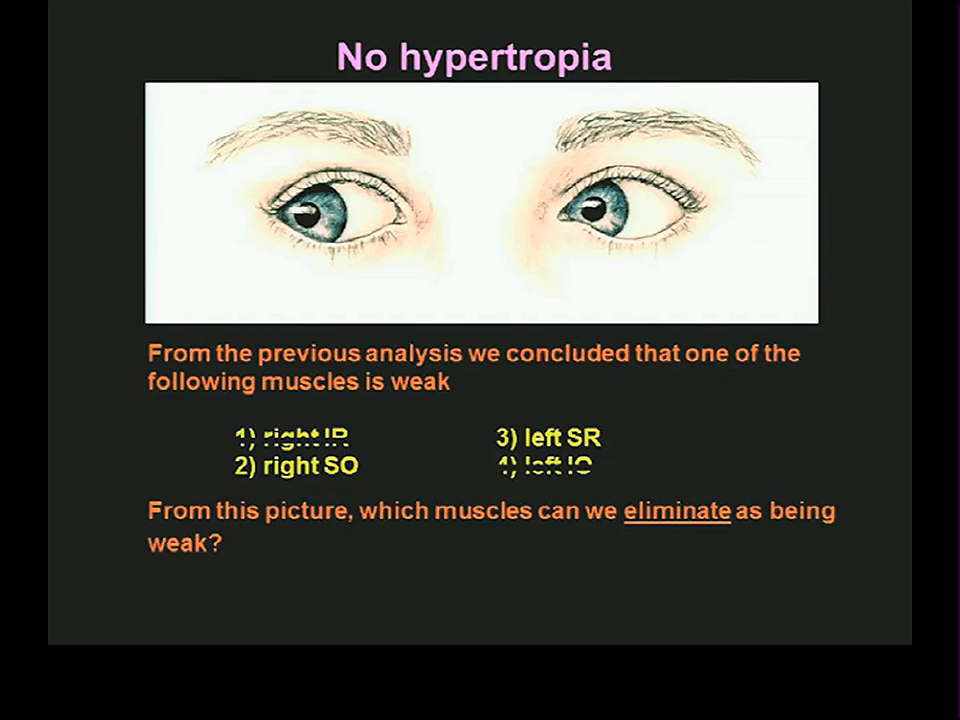 No hypertropia
From the previous analysis we concluded that one of the
following muscles is weak
1) right IR 3) left SR
2) right SO 4) left IO
From this picture, which muscles can we eliminate as being
weak?